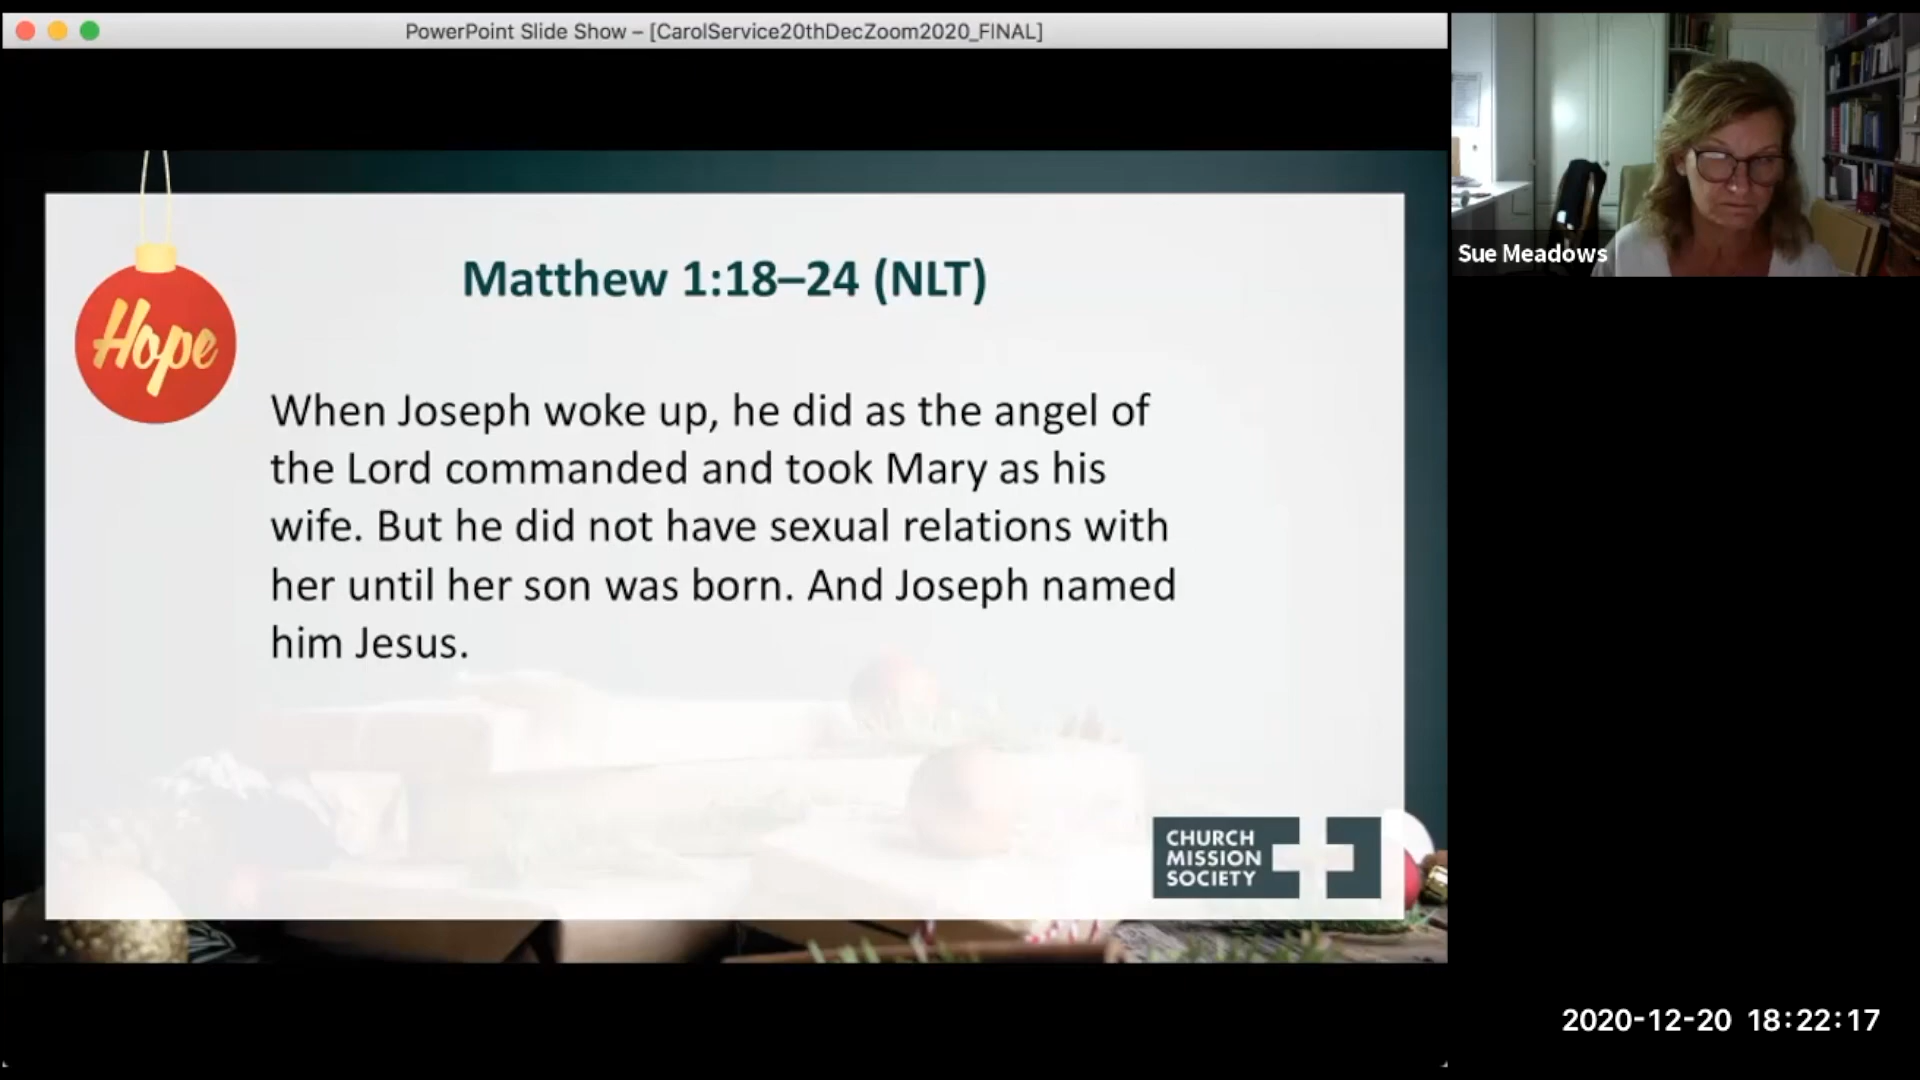 PowerPoint Slide Show – [CarolService20thDecZoom2020_FINAL]
Sue Meadows
Hope
Matthew 1:18–24 (NLT)
When Joseph woke up, he did as the angel of
the Lord commanded and took Mary as his
wife. But he did not have sexual relations with
her until her son was born. And Joseph named
him Jesus.
CHURCH
MISSION
SOCIETY
2020-12-20 18:22:17